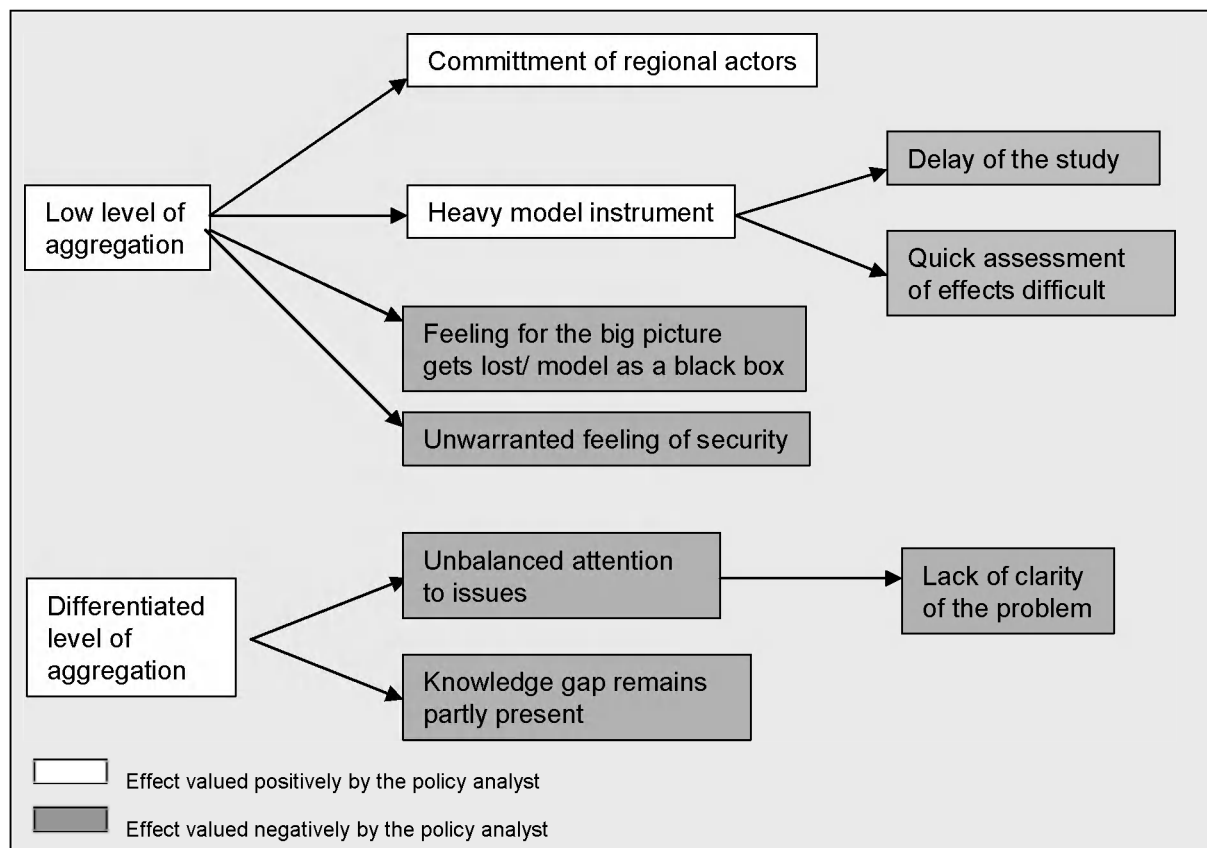 Committment of regional actors
Delay of the study
Low level of
aggregation
Heavy model instrument
Quick assessment
of effects difficult
Feeling for the big picture
gets lost/ model as a black box
Unwarranted feeling of security
Unbalanced attention
to issues
Lack of clarity
of the problem
Differentiated
level of
aggregation
Knowledge gap remains
partly present
Effect valued positively by the policy analyst
Effect valued negatively by the policy analyst